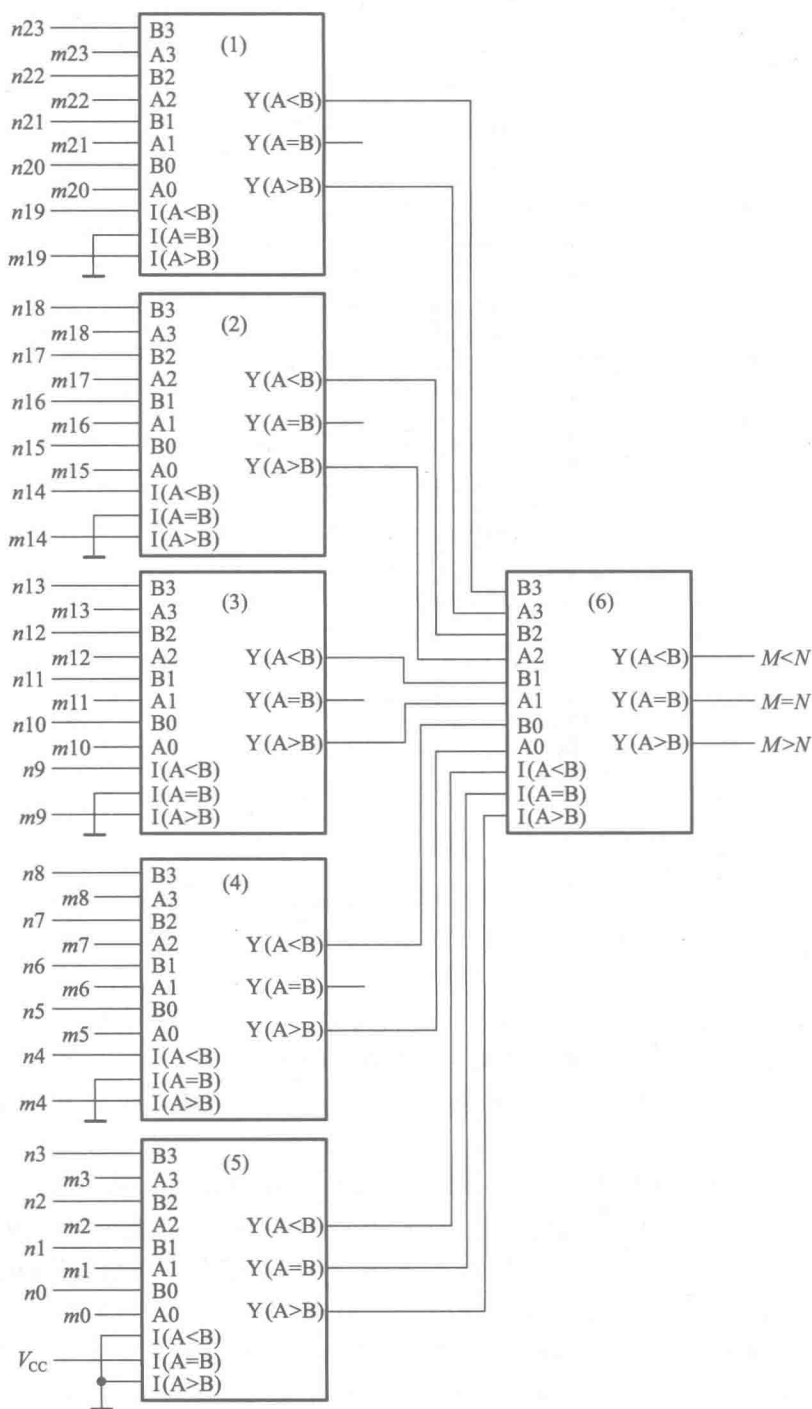 n23 B3
(1)
m23 A3
n22 B2
m22 A2 Y(A<B)
n21 B1
m21 A1 Y(A=B)
n20 B0
m20 A0 Y(A>B)
n19 I(A<B)
I(A=B)
m19 I(A>B)
n18 B3
(2)
m18 A3
n17 B2
m17 A2 Y(A<B)
n16 B1
m16 A1 Y(A=B)
n15 B0
m15 A0 Y(A>B)
n14 I(A<B)
I(A=B)
m14 I(A>B)
n13 B3
(3)
m13 A3
n12 B2
m12 A2 Y(A<B)
n11 B1
m11 A1 Y(A=B)
n10 B0
m10 A0 Y(A>B)
n9 I(A<B)
I(A=B)
m9 I(A>B)
n8 B3
(4)
m8 A3
n7 B2
m7 A2 Y(A<B)
n6 B1
m6 A1 Y(A=B)
n5 B0
m5 A0 Y(A>B)
n4 I(A<B)
I(A=B)
m4 I(A>B)
n3 B3
(5)
m3 A3
n2 B2
m2 A2 Y(A<B)
n1 B1
m1 A1 Y(A=B)
n0 B0
m0 A0 Y(A>B)
I(A<B)
VCC I(A=B)
I(A>B)
B3
(6)
A3
B2
A2 Y(A<B) M<N
B1
A1 Y(A=B) M=N
B0
A0 Y(A>B) M>N
I(A<B)
I(A=B)
I(A>B)